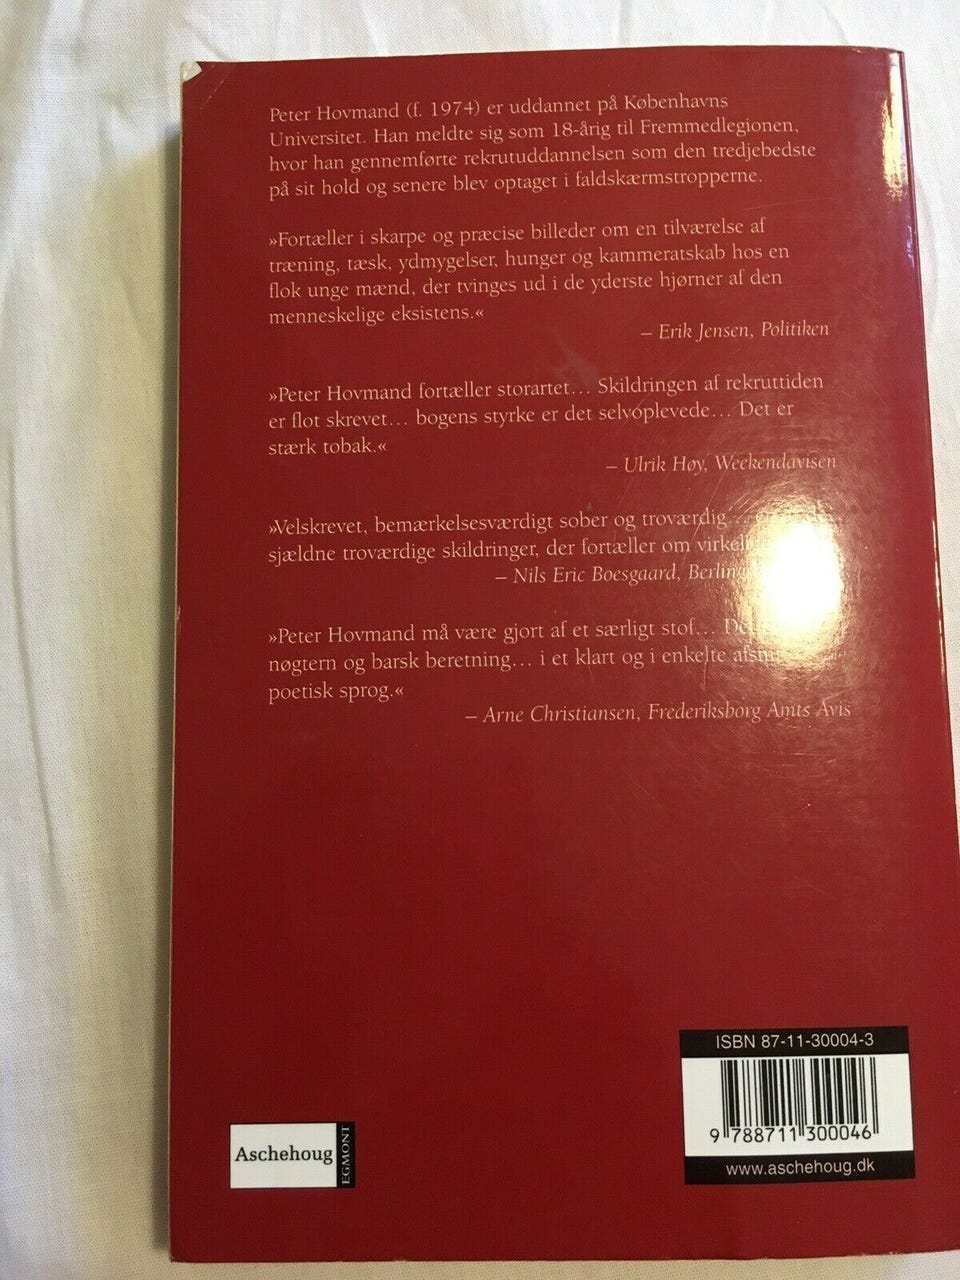 Peter Hovmand (f. 1974) er uddannet på Københavns
Universitet. Han meldte sig som 18-årig til Fremmedlegionen,
hvor han gennemførte rekrutuddannelsen som den tredjebedste
på sit hold og senere blev optaget i faldskærmstropperne.
»Fortæller i skarpe og præcise billeder om en tilværelse af
træning, tæsk, ydmygelser, hunger og kammeratskab hos en
flok unge mænd, der tvinges ud i de yderste hjørner af den
menneskelige eksistens.«
– Erik Jensen, Politiken
»Peter Hovmand fortæller storartet… Skildringen af rekruttiden
er flot skrevet… bogens styrke er det selvoplevede… Det er
stærk tobak.«
– Ulrik Høy, Weekendavisen
»Velskrevet, bemærkelsesværdigt sober og troværdig…
sjældne troværdige skildringer, der fortæller om
– Nils Eric Boesgaard,
»Peter Hovmand må være gjort af et særligt stof…
nøgtern og barsk beretning… i et klart og i enkelte
poetisk sprog.«
– Arne Christiansen, Frederiksborg Amts Avis
ISBN 87-11-30004-3
9 788711 300046
www.aschehoug.dk
Aschehoug
EGMONT